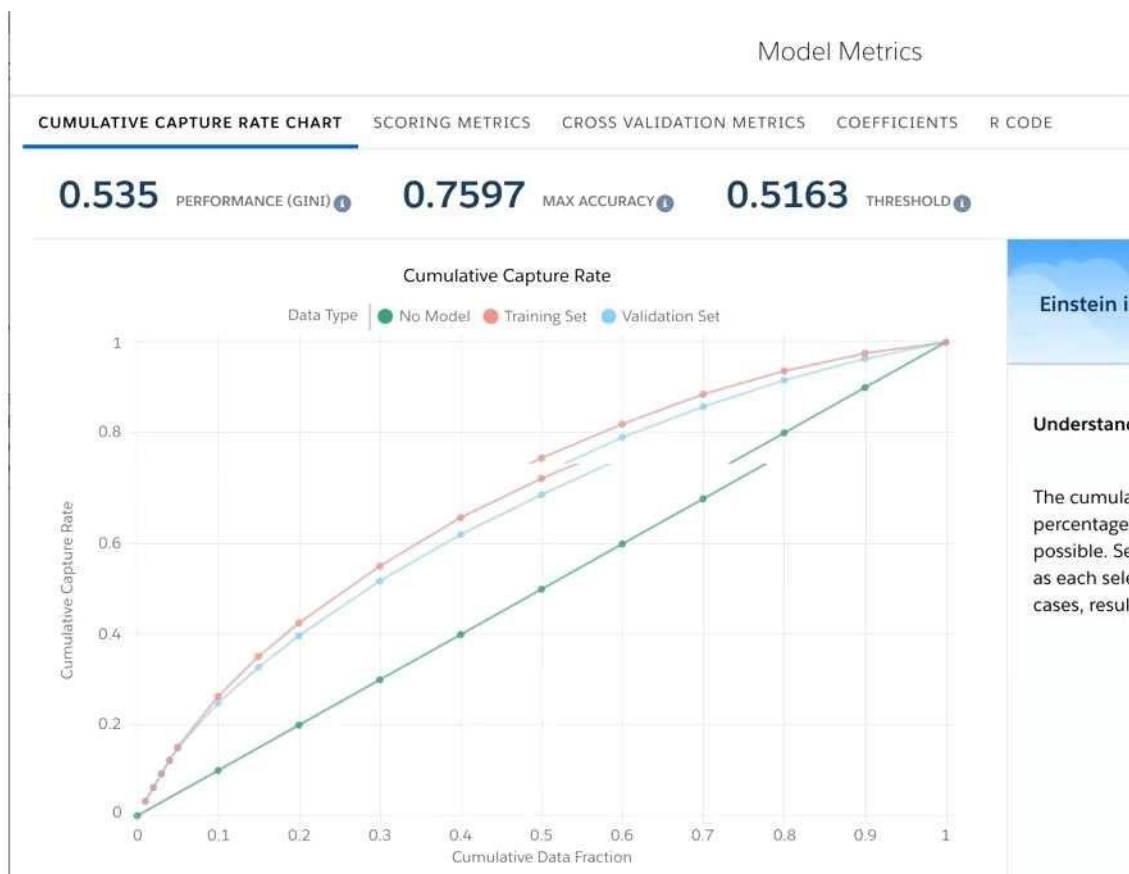 Model Metrics
CUMULATIVE CAPTURE RATE CHART SCORING METRICS CROSS VALIDATION METRICS COEFFICIENTS R CODE
0.535 PERFORMANCE (GINI) 0.7597 MAX ACCURACY 0.5163 THRESHOLD
Cumulative Capture Rate
Data Type No Model Training Set Validation Set
1
0.8
0.6
0.4
0.2
0
Cumulative Capture Rate
0 0.1 0.2 0.3 0.4 0.5 0.6 0.7 0.8 0.9 1
Cumulative Data Fraction
Einstein i
Understand
The cumula
percentage
possible. Se
as each sele
cases, resul